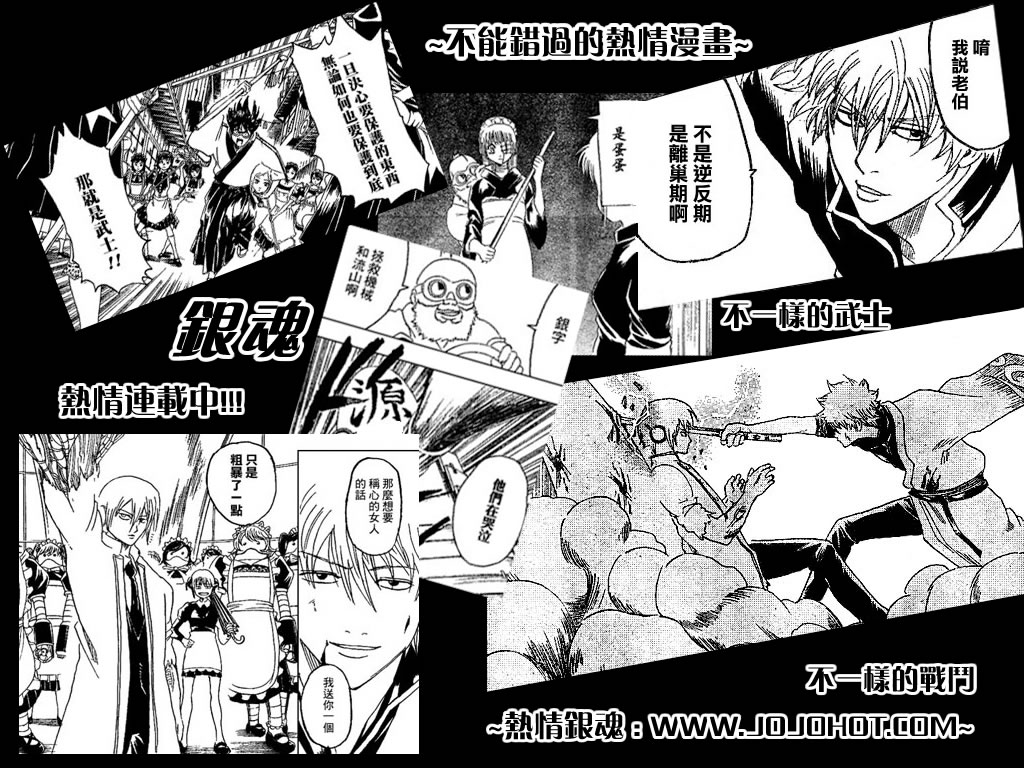 ~不能錯過的熱情漫畫~
一旦決心要保護的東西
無論如何也要保護到底
那就是武士!!
是蛋蛋
唷
我説老伯
不是逆反期
是離巢期啊
拯救機械
和流山啊
銀字
源
他們在哭泣
銀魂
熱情連載中!!!
不一樣的武士
只是
粗暴了一點
那麼想要
稱心的女人
的話
我送你一個
不一樣的戰鬥
~熱情銀魂:WWW.JOJOHOT.COM~